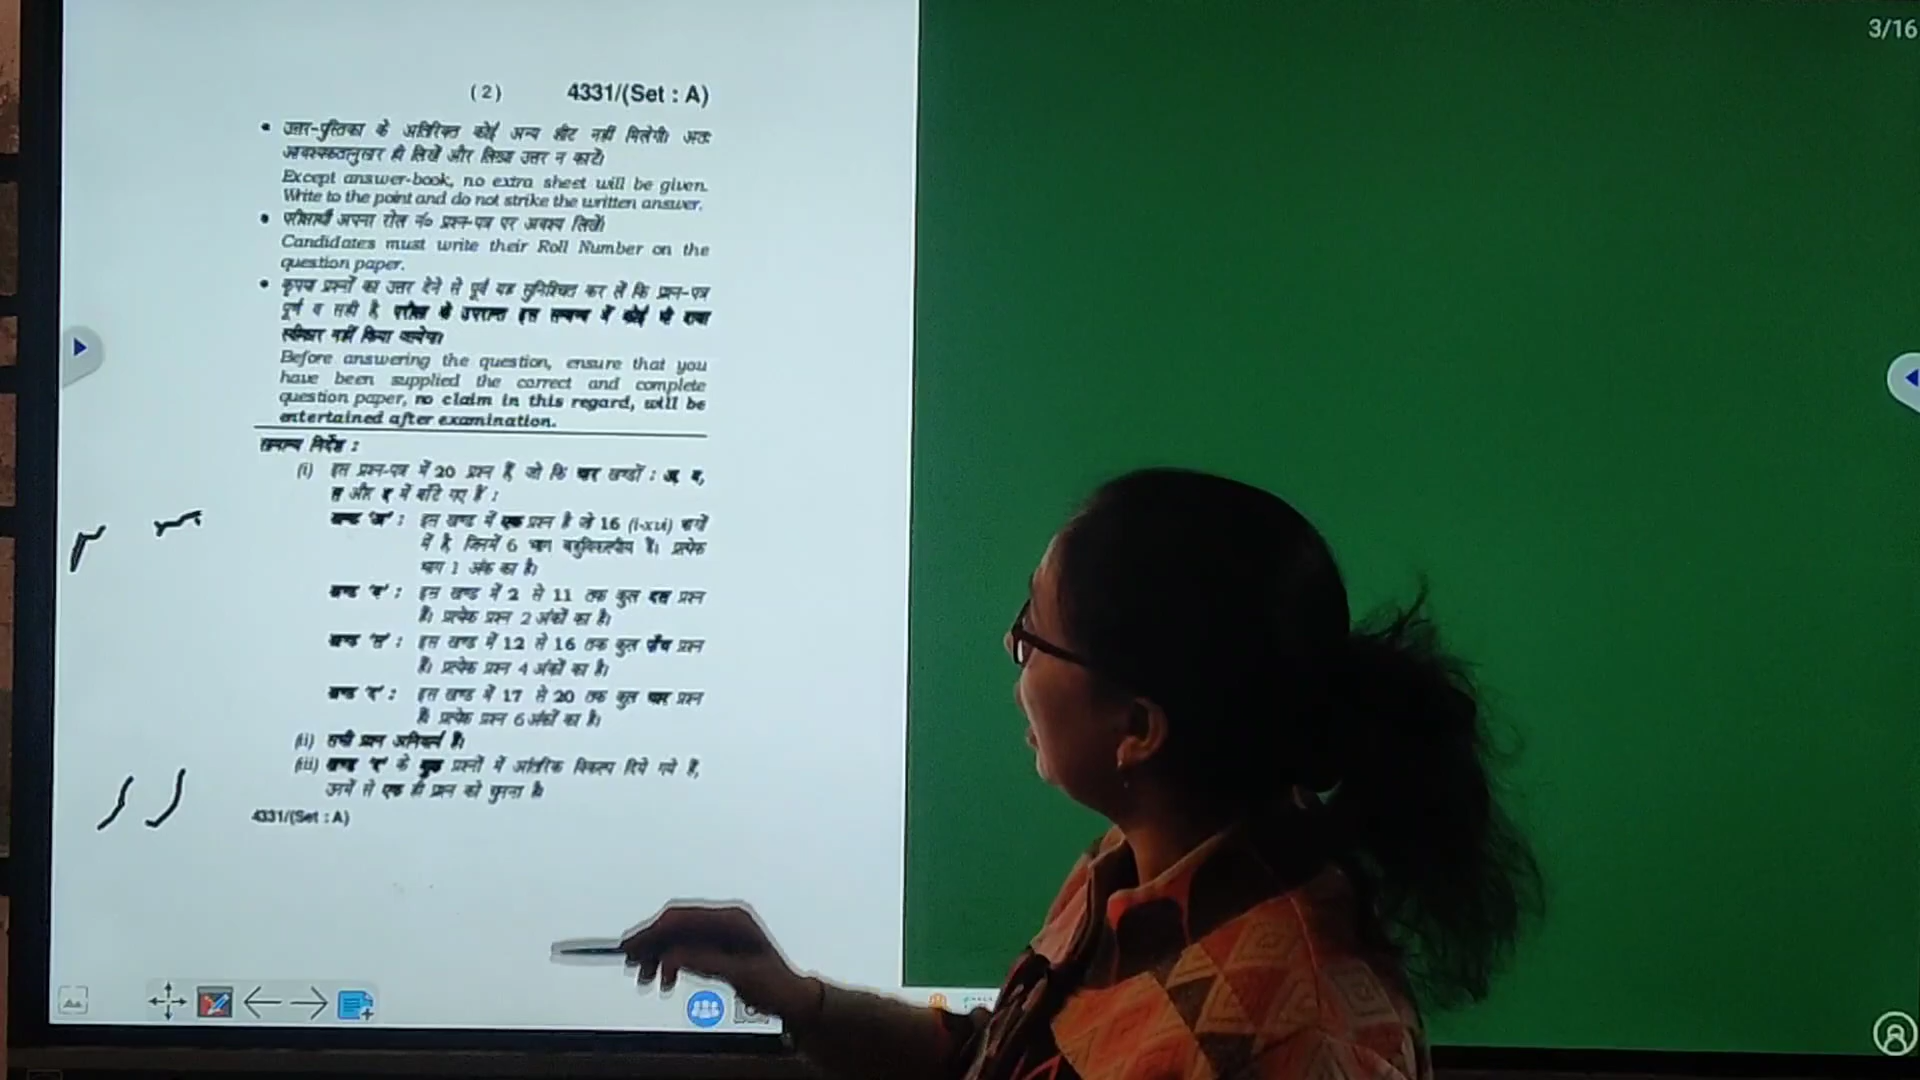 3/16
( 2 ) 4331/(Set : A)
• उत्तर-पुस्तिका के अतिरिक्त कोई अन्य शीट नहीं मिलेगी। अतः
आवश्यकतानुसार ही लिखें और लिखा उत्तर न काटें।
Except answer-book, no extra sheet will be given.
Write to the point and do not strike the written answer.
• परीक्षार्थी अपना रोल नं० प्रश्न-पत्र पर अवश्य लिखें।
Candidates must write their Roll Number on the
question paper.
• कृपया प्रश्नों का उत्तर देने से पूर्व यह सुनिश्चित कर लें कि प्रश्न-पत्र
पूर्ण व सही है, परीक्षा के उपरान्त इस सम्बन्ध में कोई भी दावा
स्वीकार नहीं किया जायेगा।
Before answering the question, ensure that you
have been supplied the correct and complete
question paper, no claim in this regard, will be
entertained after examination.
सामान्य निर्देश :
(i) इस प्रश्न-पत्र में 20 प्रश्न हैं, जो कि चार खण्डों : अ, ब,
स और द में बाँटे गए हैं :
खण्ड 'अ' : इस खण्ड में एक प्रश्न है जो 16 (i-xvi) भागों
में है, जिनमें 6 भाग बहुविकल्पीय हैं। प्रत्येक
भाग 1 अंक का है।
खण्ड 'ब' : इस खण्ड में 2 से 11 तक कुल दस प्रश्न
हैं। प्रत्येक प्रश्न 2 अंकों का है।
खण्ड 'स' : इस खण्ड में 12 से 16 तक कुल पाँच प्रश्न
हैं। प्रत्येक प्रश्न 4 अंकों का है।
खण्ड 'द' : इस खण्ड में 17 से 20 तक कुल चार प्रश्न
हैं। प्रत्येक प्रश्न 6 अंकों का है।
(ii) सभी प्रश्न अनिवार्य हैं।
(iii) खण्ड 'द' के कुछ प्रश्नों में आंतरिक विकल्प दिये गये हैं,
उनमें से एक ही प्रश्न को चुनना है।
4331/(Set : A)